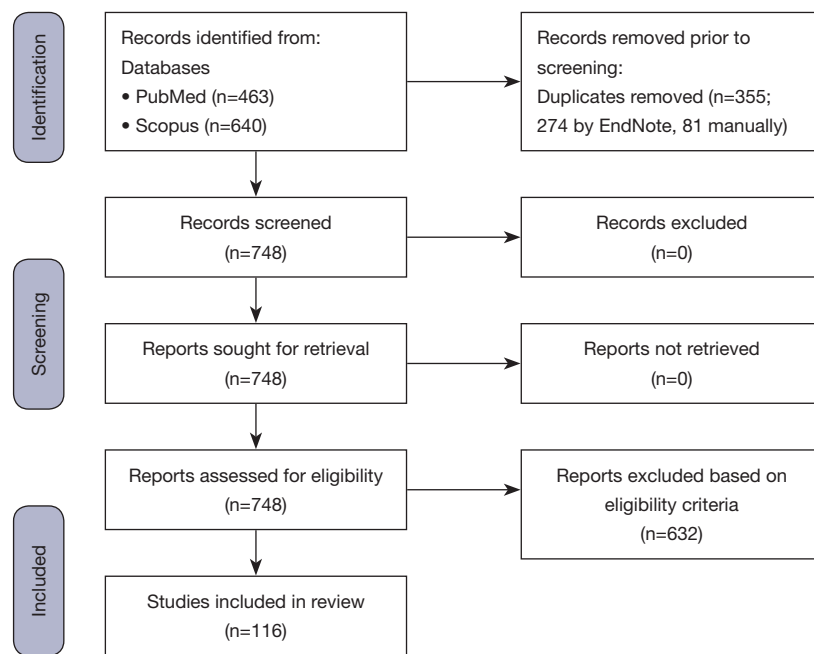 Identification
Records identified from:
Databases
• PubMed (n=463)
• Scopus (n=640)
Records removed prior to
screening:
Duplicates removed (n=355;
274 by EndNote, 81 manually)
Screening
Records screened
(n=748)
Records excluded
(n=0)
Reports sought for retrieval
(n=748)
Reports not retrieved
(n=0)
Reports assessed for eligibility
(n=748)
Reports excluded based on
eligibility criteria
(n=632)
Included
Studies included in review
(n=116)